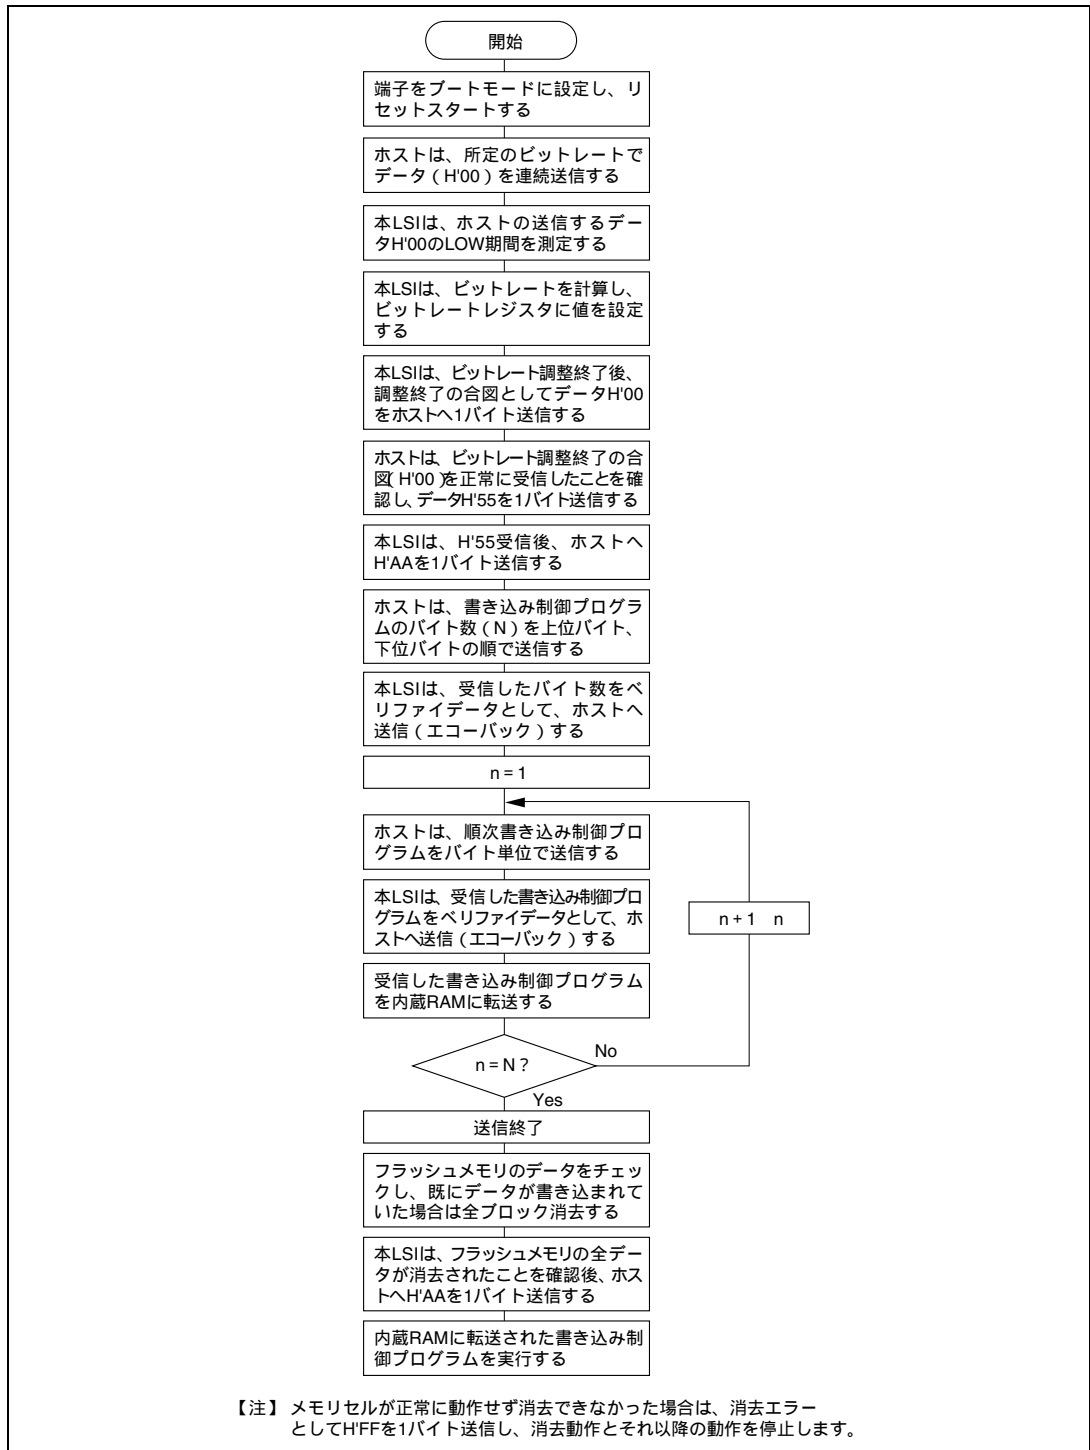 開始
端子をブートモードに設定し、リ
セットスタートする
ホストは、所定のビットレートで
データ（H'00）を連続送信する
本LSIは、ホストの送信するデー
タH'00のLOW期間を測定する
本LSIは、ビットレートを計算し、
ビットレートレジスタに値を設定
する
本LSIは、ビットレート調整終了後、
調整終了の合図としてデータH'00
をホストへ1バイト送信する
ホストは、ビットレート調整終了の合
図（H'00）を正常に受信したことを確
認し、データH'55を1バイト送信する
本LSIは、H'55受信後、ホストへ
H'AAを1バイト送信する
ホストは、書き込み制御プログラ
ムのバイト数（N）を上位バイト、
下位バイトの順で送信する
本LSIは、受信したバイト数をベ
リファイデータとして、ホストへ
送信（エコーバック）する
n = 1
ホストは、順次書き込み制御プロ
グラムをバイト単位で送信する
本LSIは、受信した書き込み制御プロ
グラムをベリファイデータとして、ホ
ストへ送信（エコーバック）する
n + 1 n
受信した書き込み制御プログラム
を内蔵RAMに転送する
n = N？
No
Yes
送信終了
フラッシュメモリのデータをチェッ
クし、既にデータが書き込まれて
いた場合は全ブロック消去する
本LSIは、フラッシュメモリの全デー
タが消去されたことを確認後、ホス
トへH'AAを1バイト送信する
内蔵RAMに転送された書き込み制
御プログラムを実行する
【注】 メモリセルが正常に動作せず消去できなかった場合は、消去エラー
としてH'FFを1バイト送信し、消去動作とそれ以降の動作を停止します。